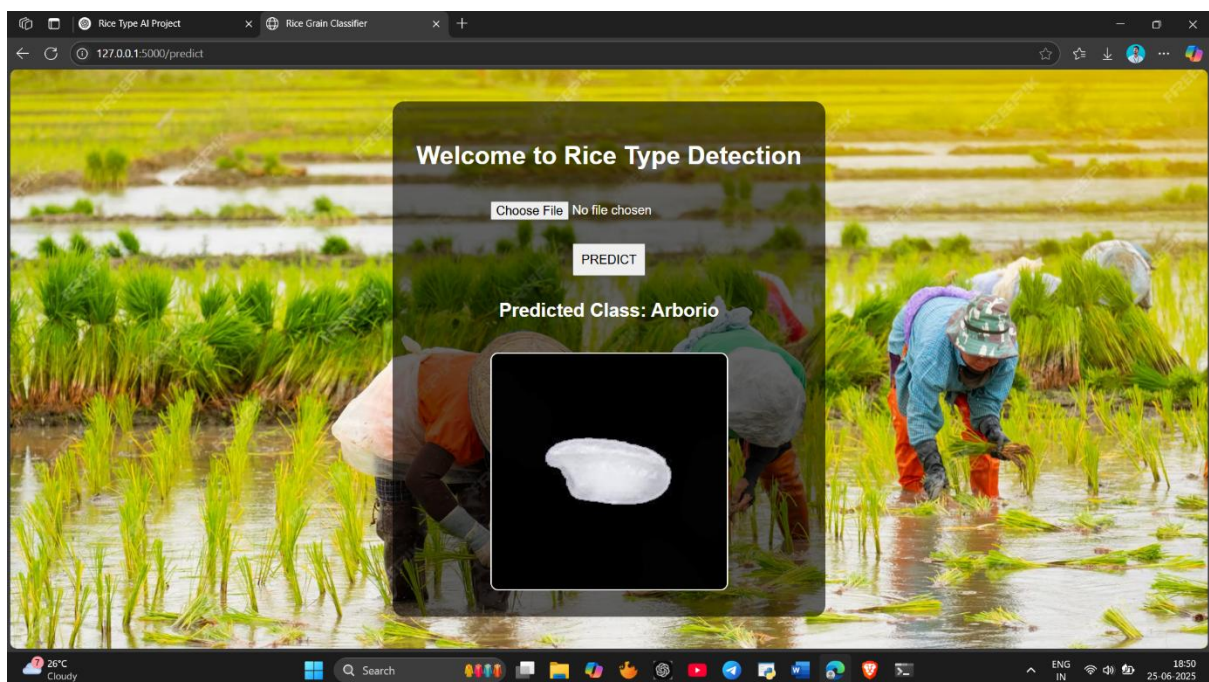 Rice Type AI Project
Rice Grain Classifier
127.0.0.1:5000/predict
Welcome to Rice Type Detection
Choose File No file chosen
PREDICT
Predicted Class: Arborio
7
26°C
Cloudy
Search
ENG
IN
18:50
25-06-2025